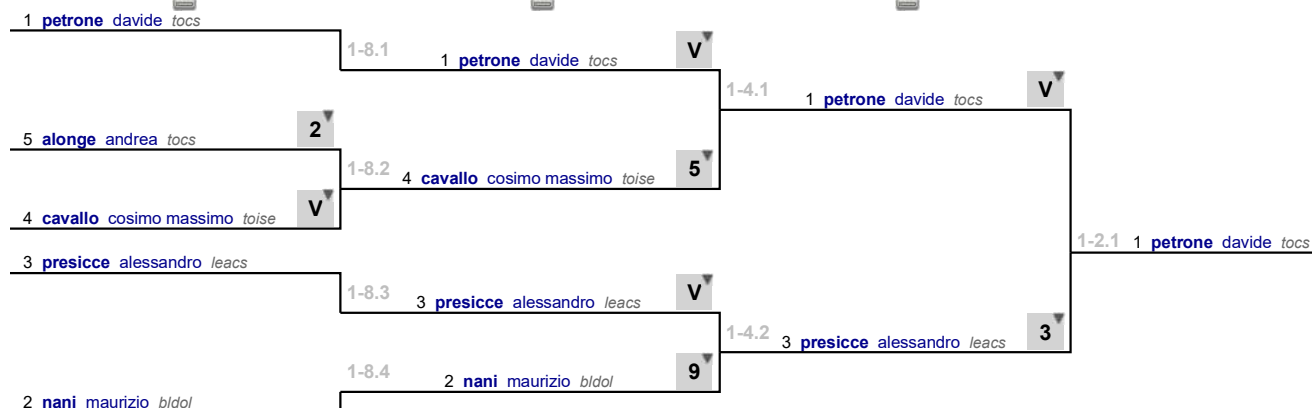 1 petrone davide tocs
1-8.1
1 petrone davide tocs
V
1-4.1
1 petrone davide tocs
V
5 alonge andrea tocs
2
1-8.2
4 cavallo cosimo massimo toise
5
4 cavallo cosimo massimo toise
V
1-2.1
1 petrone davide tocs
3 presicce alessandro leacs
1-8.3
3 presicce alessandro leacs
V
1-4.2
3 presicce alessandro leacs
3
1-8.4
2 nani maurizio bldol
9
2 nani maurizio bldol